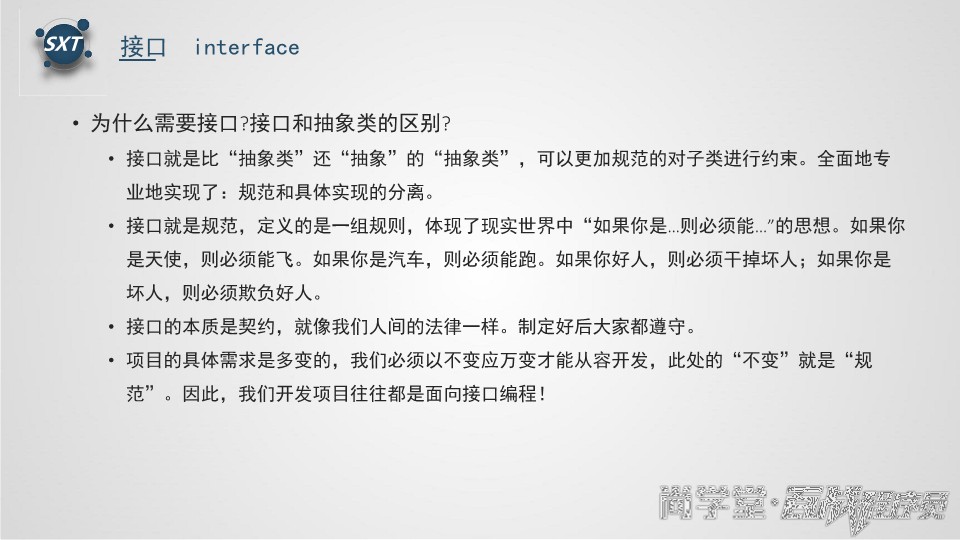 SXT
接口 interface
• 为什么需要接口?接口和抽象类的区别?
• 接口就是比“抽象类”还“抽象”的“抽象类”，可以更加规范的对子类进行约束。全面地专
业地实现了：规范和具体实现的分离。
• 接口就是规范，定义的是一组规则，体现了现实世界中“如果你是…则必须能…”的思想。如果你
是天使，则必须能飞。如果你是汽车，则必须能跑。如果你好人，则必须干掉坏人；如果你是
坏人，则必须欺负好人。
• 接口的本质是契约，就像我们人间的法律一样。制定好后大家都遵守。
• 项目的具体需求是多变的，我们必须以不变应万变才能从容开发，此处的“不变”就是“规
范”。因此，我们开发项目往往都是面向接口编程！
尚学堂·程序员